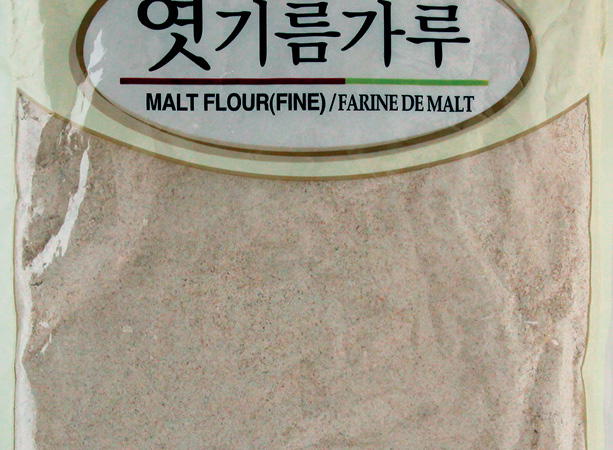 엿기름가루
MALT FLOUR(FINE)/FARINE DE MALT